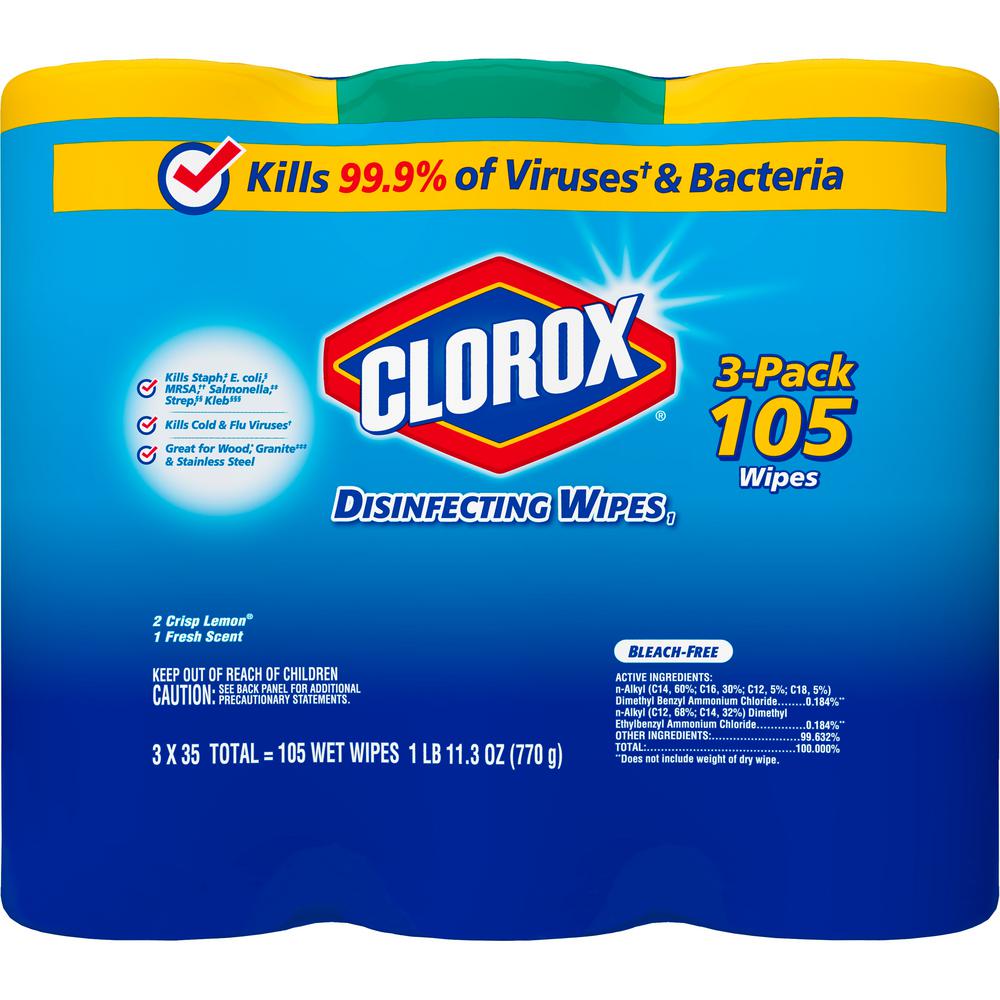 Kills 99.9% of Viruses† & Bacteria
CLOROX®
DISINFECTING WIPES1
Kills Staph,‡ E. coli,§
MRSA,†† Salmonella,‡‡
Strep,§§ Kleb§§§
Kills Cold & Flu Viruses†
Great for Wood,* Granite‡‡‡
& Stainless Steel
3-Pack
105
Wipes
2 Crisp Lemon®
1 Fresh Scent
KEEP OUT OF REACH OF CHILDREN
CAUTION: SEE BACK PANEL FOR ADDITIONAL
PRECAUTIONARY STATEMENTS.
3 X 35 TOTAL = 105 WET WIPES 1 LB 11.3 OZ (770 g)
BLEACH-FREE
ACTIVE INGREDIENTS:
n-Alkyl (C14, 60%; C16, 30%; C12, 5%; C18, 5%)
Dimethyl Benzyl Ammonium Chloride........0.184%**
n-Alkyl (C12, 68%; C14, 32%) Dimethyl
Ethylbenzyl Ammonium Chloride.............0.184%**
OTHER INGREDIENTS:......................99.632%
TOTAL:......................................100.000%
**Does not include weight of dry wipe.